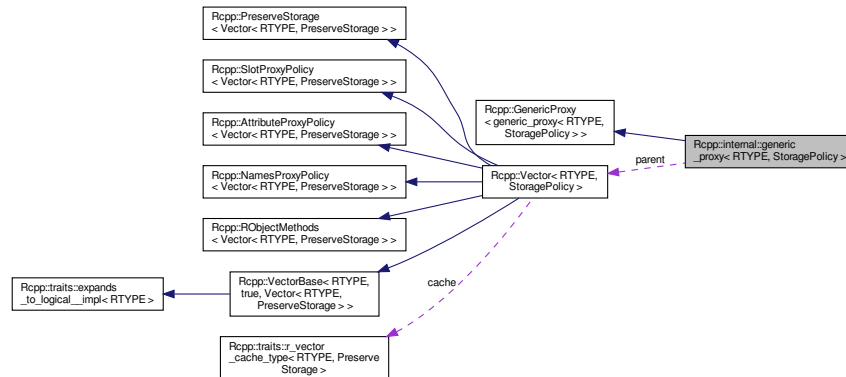 Rcpp::PreserveStorage
< Vector< RTYPE, PreserveStorage > >
Rcpp::SlotProxyPolicy
< Vector< RTYPE, PreserveStorage > >
Rcpp::AttributeProxyPolicy
< Vector< RTYPE, PreserveStorage > >
Rcpp::NamesProxyPolicy
< Vector< RTYPE, PreserveStorage > >
Rcpp::RObjectMethods
< Vector< RTYPE, PreserveStorage > >
Rcpp::traits::expands
_to_logical__impl< RTYPE >
Rcpp::VectorBase< RTYPE,
true, Vector< RTYPE,
PreserveStorage > >
Rcpp::traits::r_vector
_cache_type< RTYPE, Preserve
Storage >
cache
Rcpp::Vector< RTYPE,
StoragePolicy >
Rcpp::GenericProxy
< generic_proxy< RTYPE,
StoragePolicy > >
parent
Rcpp::internal::generic
_proxy< RTYPE, StoragePolicy >